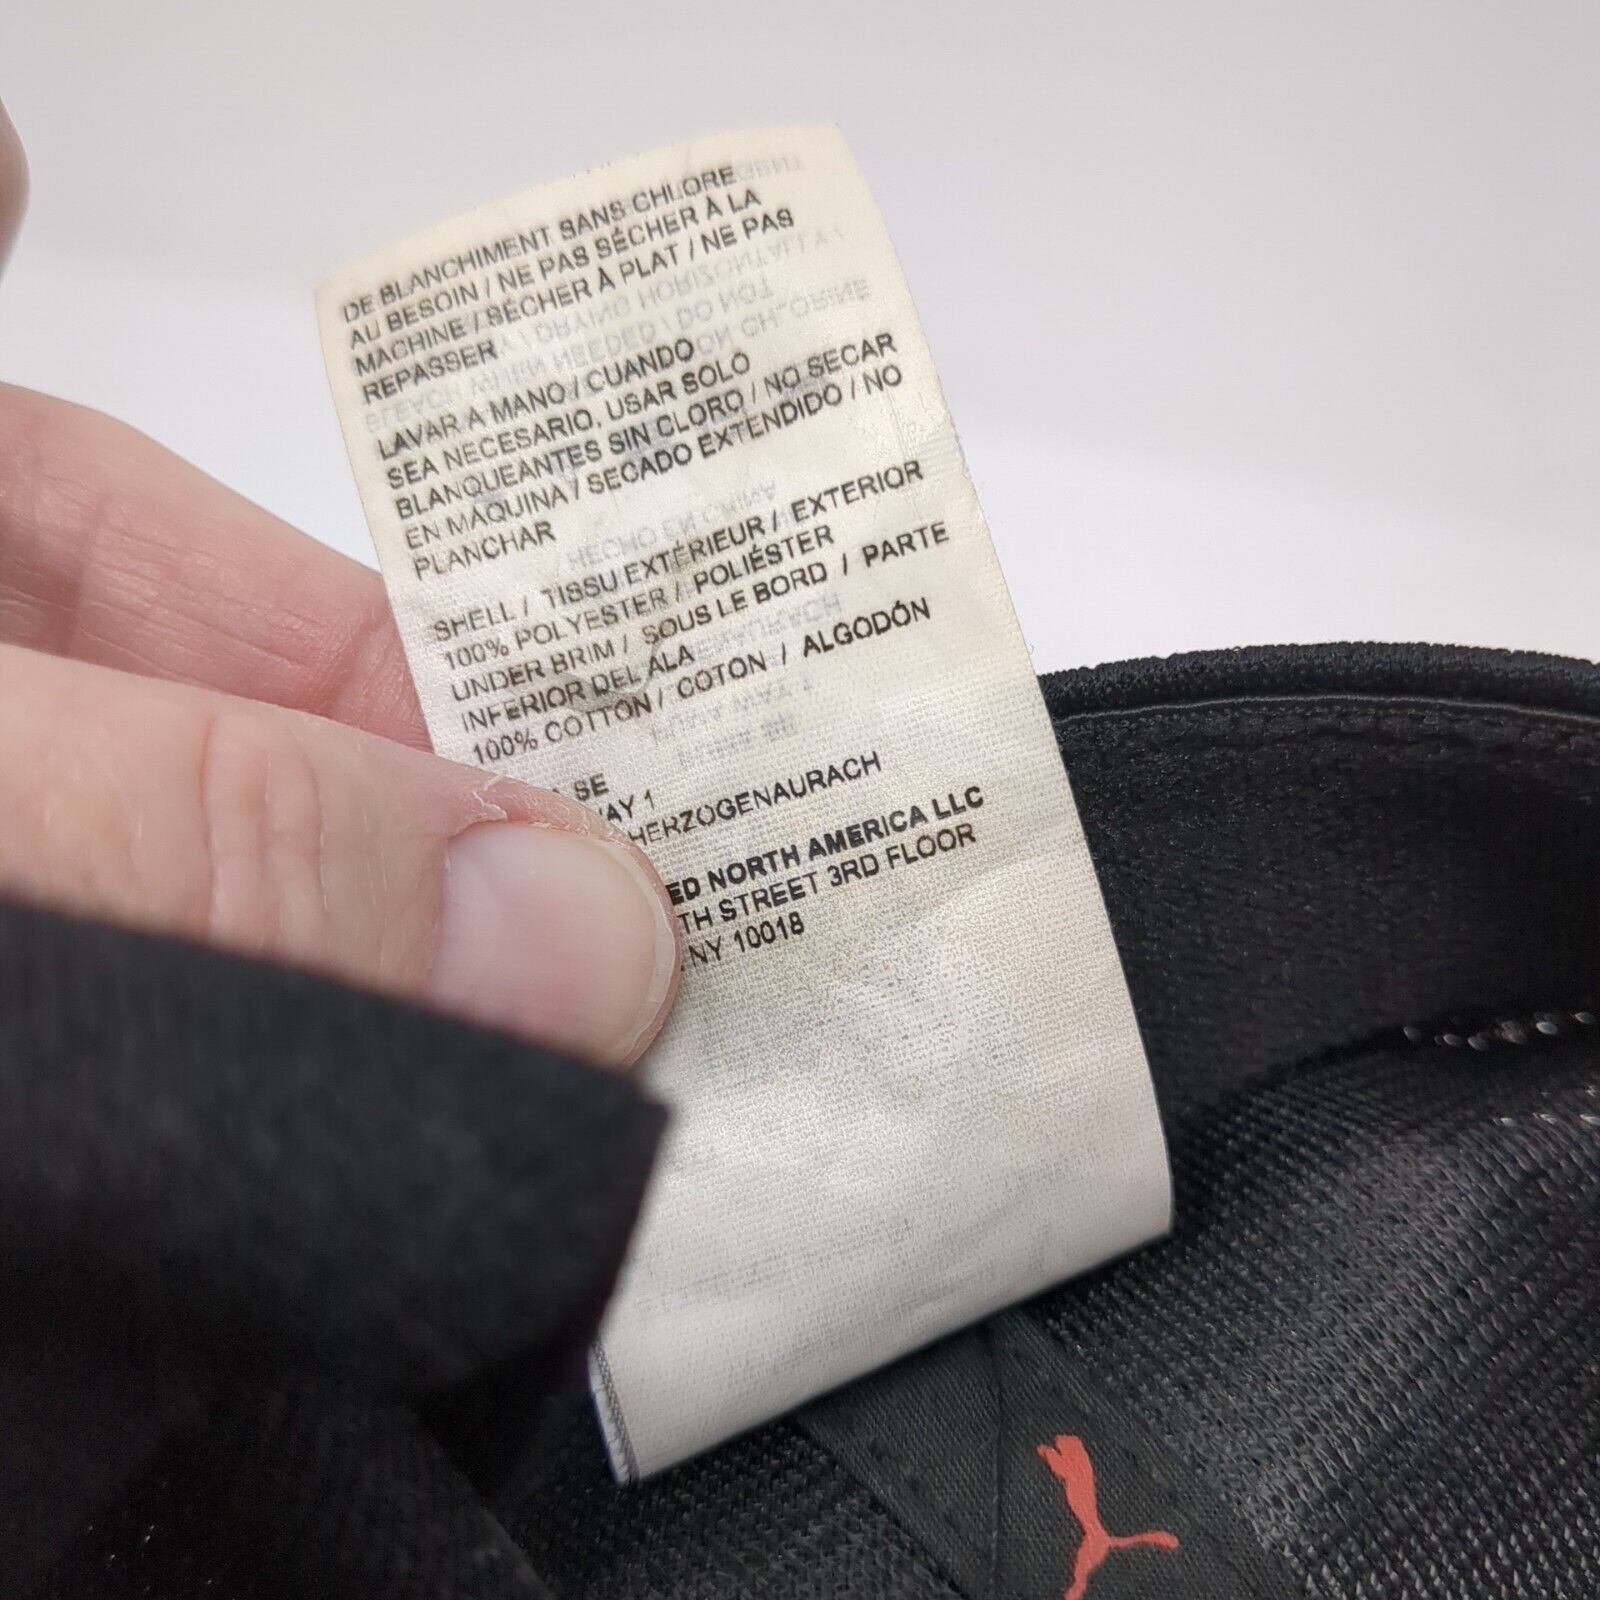 DE BLANCHIMENT SANS CHLORE
AU BESOIN / NE PAS SÉCHER À LA
MACHINE / SÉCHER À PLAT / NE PAS
REPASSER
LAVAR A MANO / CUANDO
SEA NECESARIO, USAR SOLO
BLANQUEANTES SIN CLORO / NO SECAR
EN MÁQUINA / SECADO EXTENDIDO / NO
PLANCHAR
SHELL / TISSU EXTÉRIEUR / EXTERIOR
100% POLYESTER / POLIÉSTER
UNDER BRIM / SOUS LE BORD / PARTE
INFERIOR DEL ALA
100% COTTON / COTON / ALGODÓN
SE
WAY 1
HERZOGENAURACH
ED NORTH AMERICA LLC
TH STREET 3RD FLOOR
NY 10018